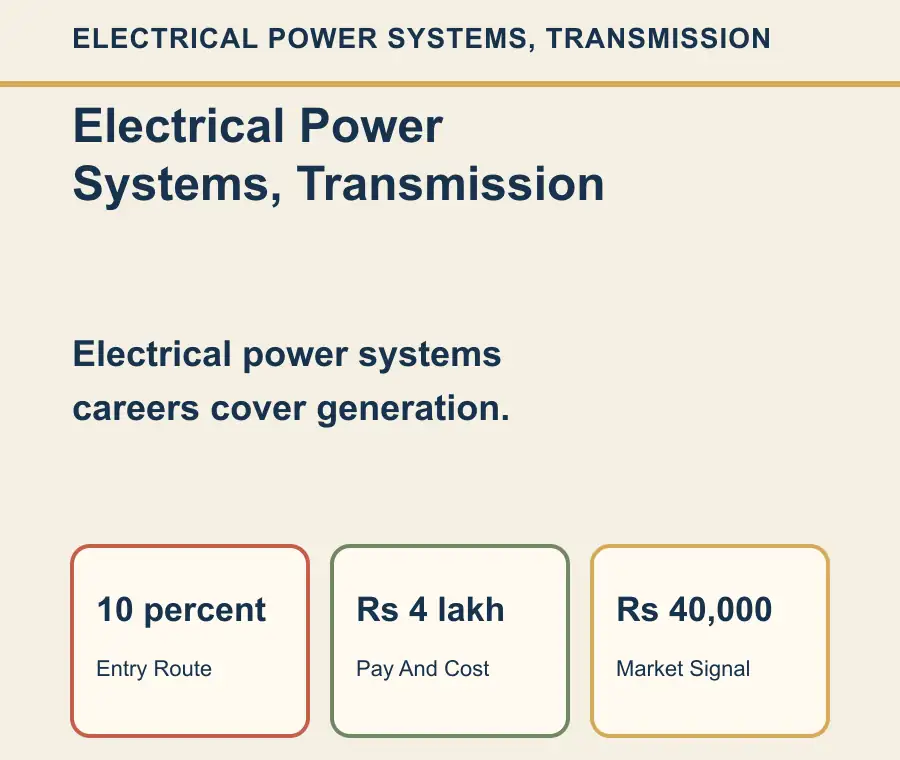 ELECTRICAL POWER SYSTEMS, TRANSMISSION
Electrical Power
Systems, Transmission
Electrical power systems
careers cover generation.
10 percent
Entry Route
Rs 4 lakh
Pay And Cost
Rs 40,000
Market Signal